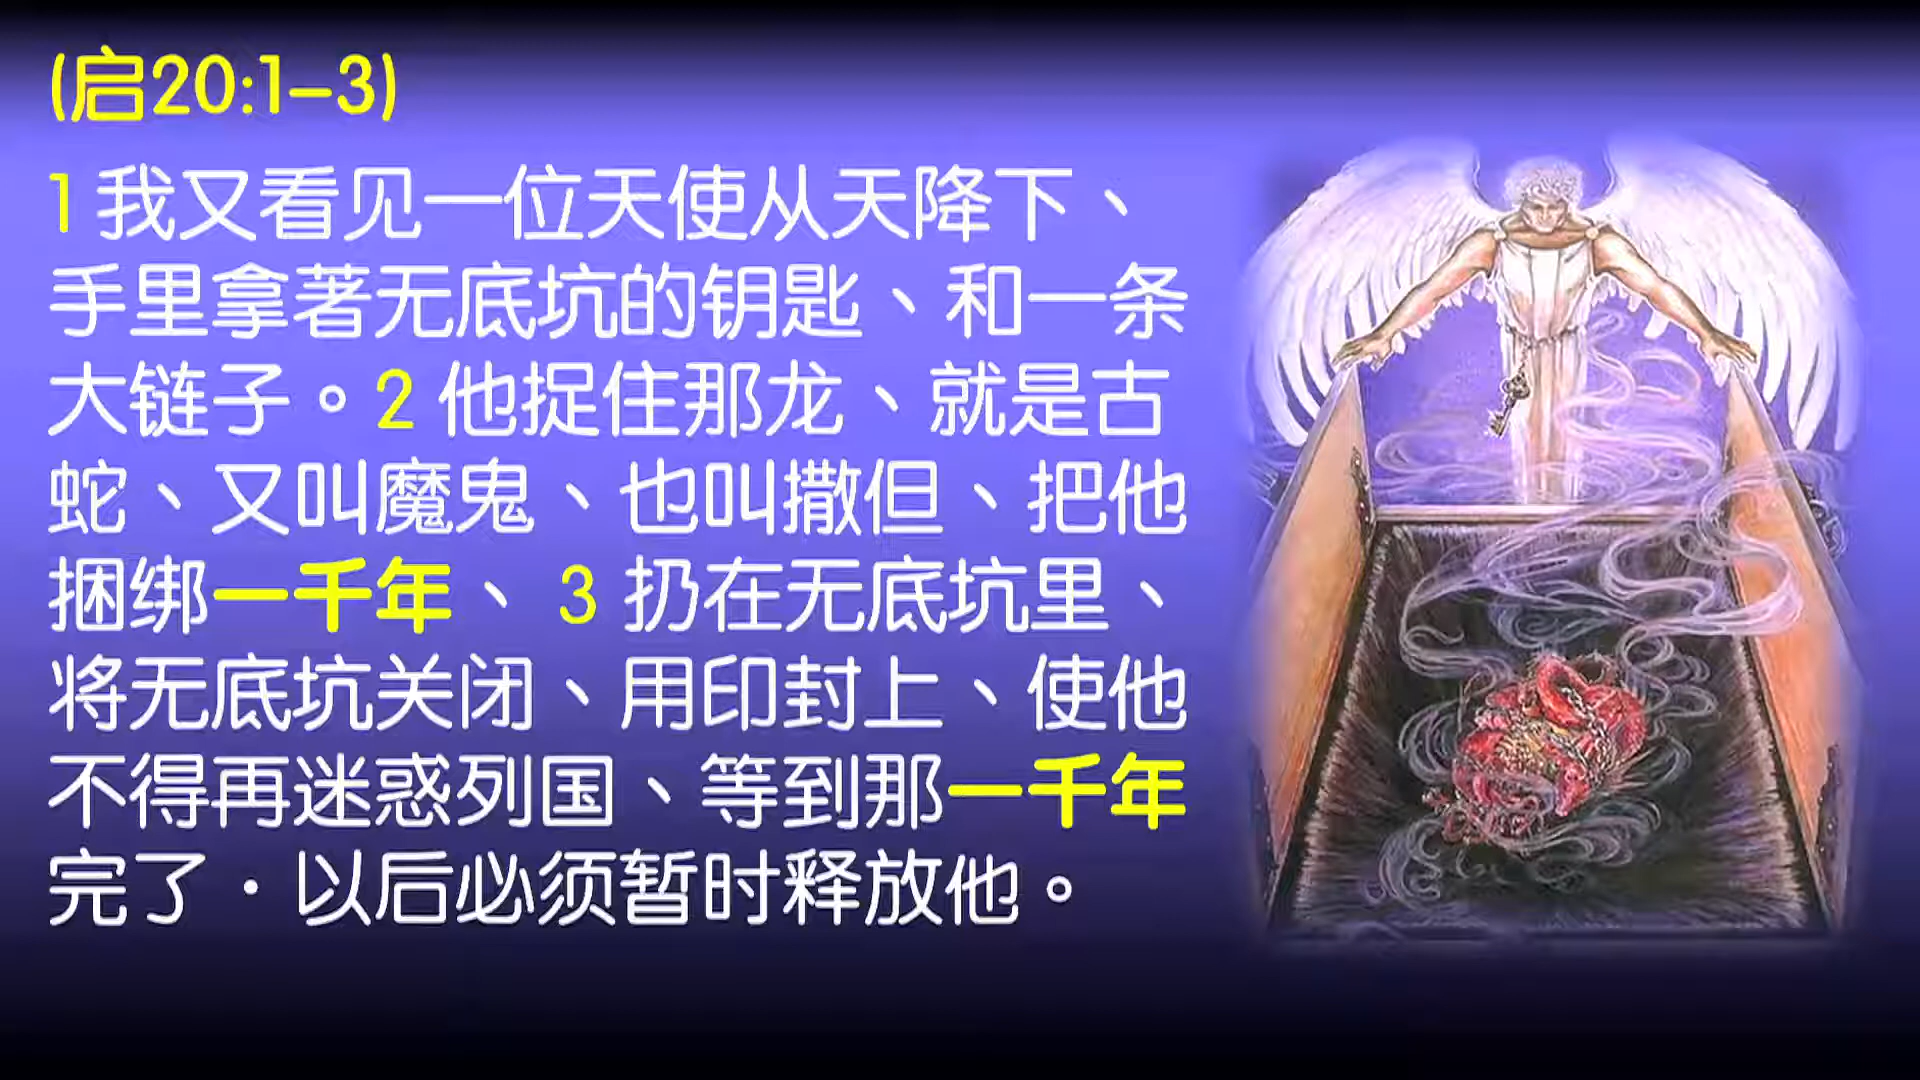 (启20:1-3)
1 我又看见一位天使从天降下、
手里拿著无底坑的钥匙、和一条
大链子。2 他捉住那龙、就是古
蛇、又叫魔鬼、也叫撒但、把他
捆绑一千年、 3 扔在无底坑里、
将无底坑关闭、用印封上、使他
不得再迷惑列国、等到那一千年
完了．以后必须暂时释放他。